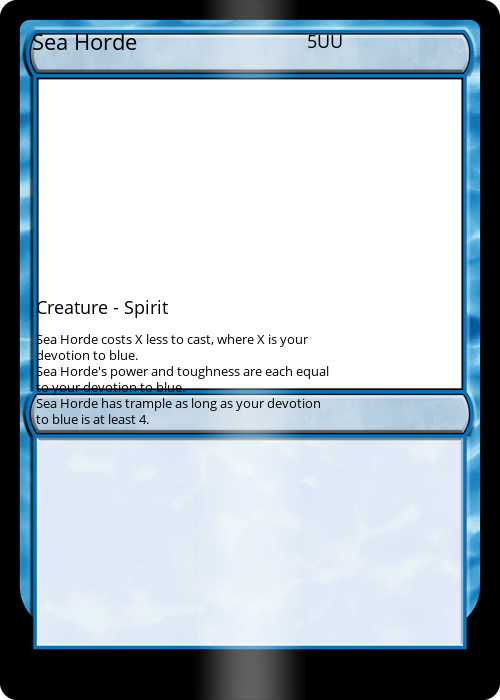 Sea Horde 5UU
Creature - Spirit
Sea Horde costs X less to cast, where X is your
devotion to blue.
Sea Horde's power and toughness are each equal
to your devotion to blue.
Sea Horde has trample as long as your devotion
to blue is at least 4.